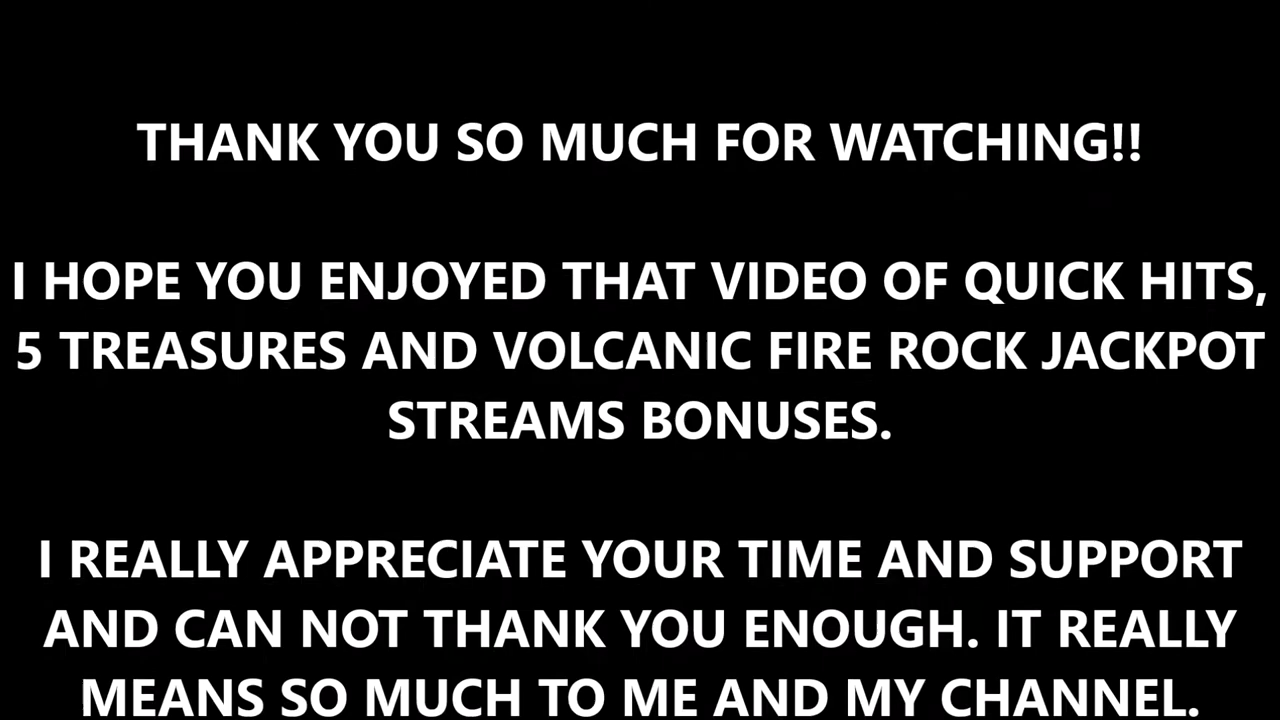 THANK YOU SO MUCH FOR WATCHING!!
I HOPE YOU ENJOYED THAT VIDEO OF QUICK HITS,
5 TREASURES AND VOLCANIC FIRE ROCK JACKPOT
STREAMS BONUSES.
I REALLY APPRECIATE YOUR TIME AND SUPPORT
AND CAN NOT THANK YOU ENOUGH. IT REALLY
MEANS SO MUCH TO ME AND MY CHANNEL.